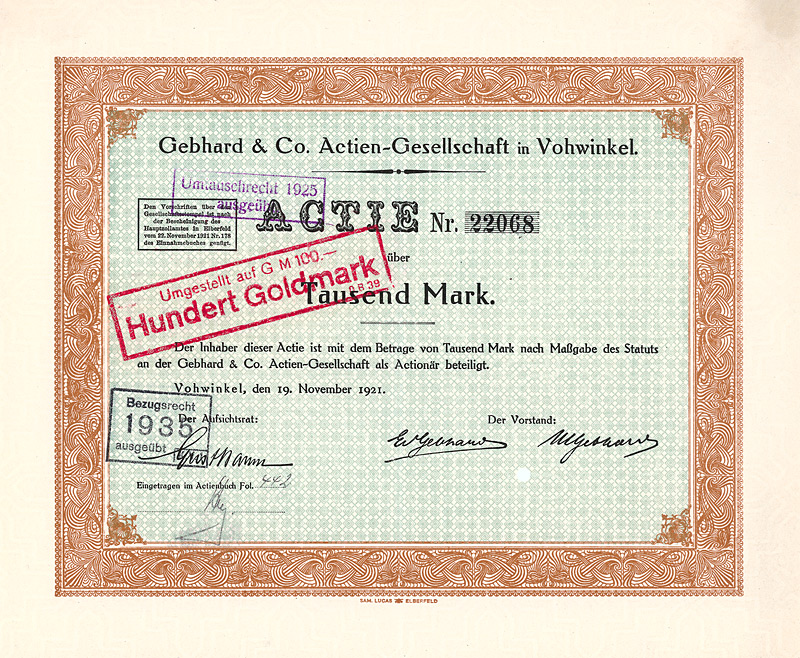 Gebhard & Co. Actien-Gesellschaft in Vohwinkel.
Umtauschrecht 1925
ausgeübt
Den Vorschriften über das
Gesellschaftsstempel ist nach
der Bescheinigung des
Hauptzollamtes in Elberfeld
vom 22. November 1921 Nr. 178
des Einnahmebuches genügt.
ACTIE Nr. 22068
über
Umgestellt auf G M 100.—
Hundert Goldmark
Tausend Mark.
Der Inhaber dieser Actie ist mit dem Betrage von Tausend Mark nach Maßgabe des Statuts
an der Gebhard & Co. Actien-Gesellschaft als Actionär beteiligt.
Vohwinkel, den 19. November 1921.
Bezugsrecht
1935
ausgeübt
Der Aufsichtsrat:
Der Vorstand:
Eingetragen im Actienbuch Fol. 442
SAM. LUCAS ELBERFELD